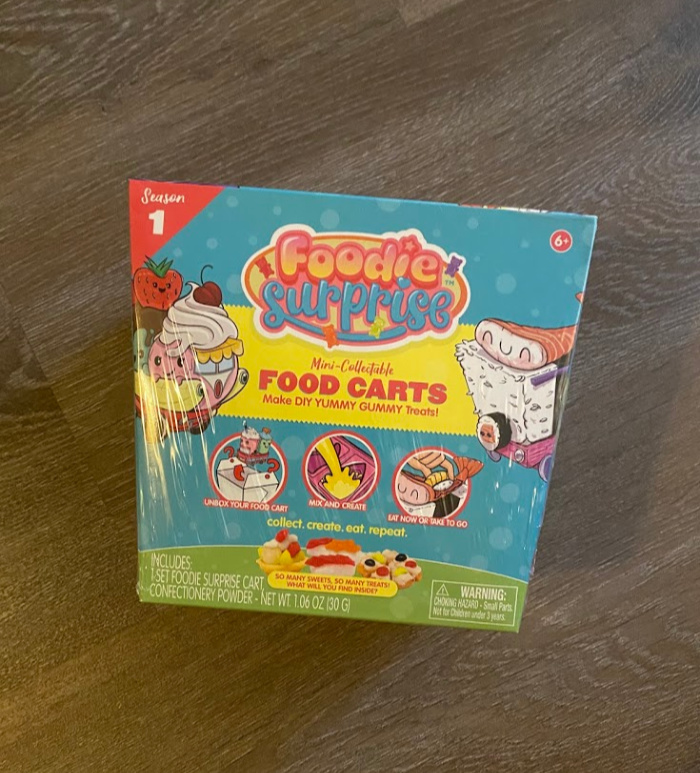 Season
1
6+
Foodie
Surprise™
Mini-Collectable
FOOD CARTS
Make DIY YUMMY GUMMY Treats!
UNBOX YOUR FOOD CART
MIX AND CREATE
EAT NOW OR TAKE TO GO
collect. create. eat. repeat.
INCLUDES:
1-SET FOODIE SURPRISE CART
CONFECTIONERY POWDER - NET WT. 1.06 OZ (30 G)
SO MANY SWEETS, SO MANY TREATS!
WHAT WILL YOU FIND INSIDE?
WARNING:
CHOKING HAZARD - Small Parts
Not for Children under 3 years.